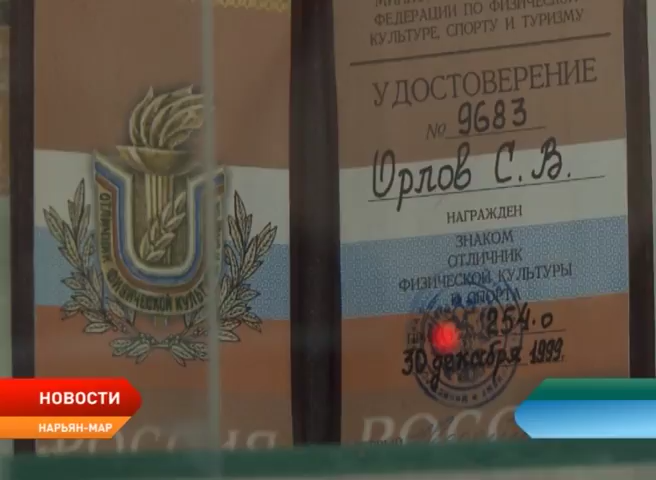 ФЕДЕРАЦИИ ПО ФИЗИЧЕСКОЙ
КУЛЬТУРЕ, СПОРТУ И ТУРИЗМУ
УДОСТОВЕРЕНИЕ
№ 9683
Орлов С. В.
НАГРАЖДЕН
ЗНАКОМ
ОТЛИЧНИК
ФИЗИЧЕСКОЙ КУЛЬТУРЫ
И СПОРТА
254.о
30 декабря 1999.
РОССИЯ
НОВОСТИ
НАРЬЯН-МАР